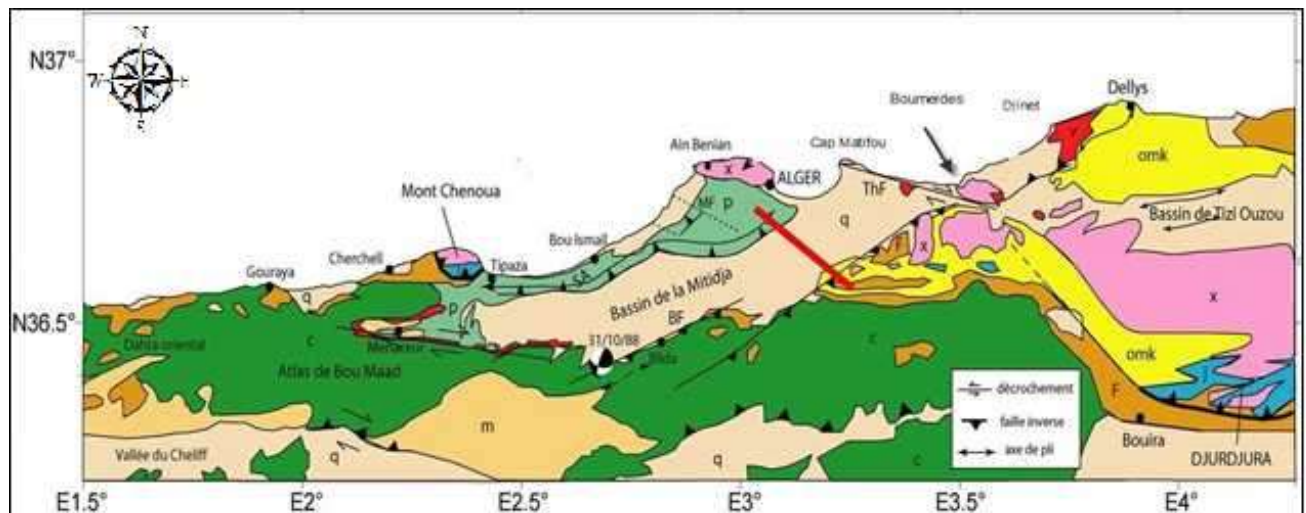 N37°
N36.5°
Dellys
Boumerdes
Djinet
Cap Matifou
Ain Benian
ALGER
ThF
Y
omk
Mont Chenoua
x
MF
p
q
Bassin de Tizi Ouzou
Bou Ismail
Cherchell
Tipaza
SA
Gouraya
F
x
x
q
p
Bassin de la Mitidja
BF
31/10/88
Blida
Dahra oriental
c
Menaceur
c
omk
Atlas de Bou Maad
décrochement
F
m
faille inverse
Bouira
Vallée du Cheliff
q
q
c
axe de pli
DJURDJURA
E1.5°
E2°
E2.5°
E3°
E3.5°
E4°